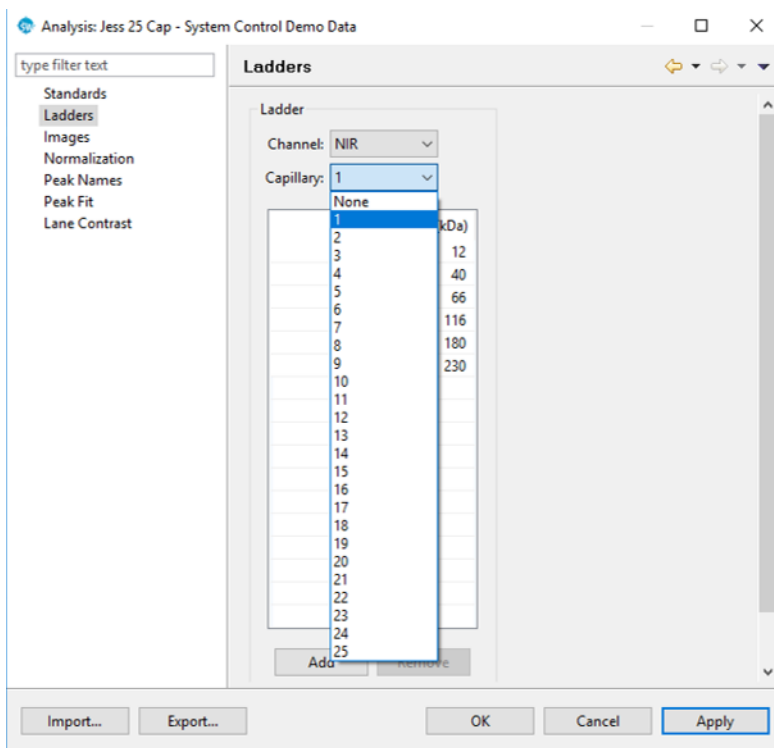 Analysis: Jess 25 Cap - System Control Demo Data
type filter text
Standards
Ladders
Images
Normalization
Peak Names
Peak Fit
Lane Contrast
Ladders
Ladder
Channel: NIR
Capillary: 1
None
1
2
3
4
5
6
7
8
9
10
11
12
13
14
15
16
17
18
19
20
21
22
23
24
25
kDa)
12
40
66
116
180
230
Add
Remove
Import...
Export...
OK
Cancel
Apply